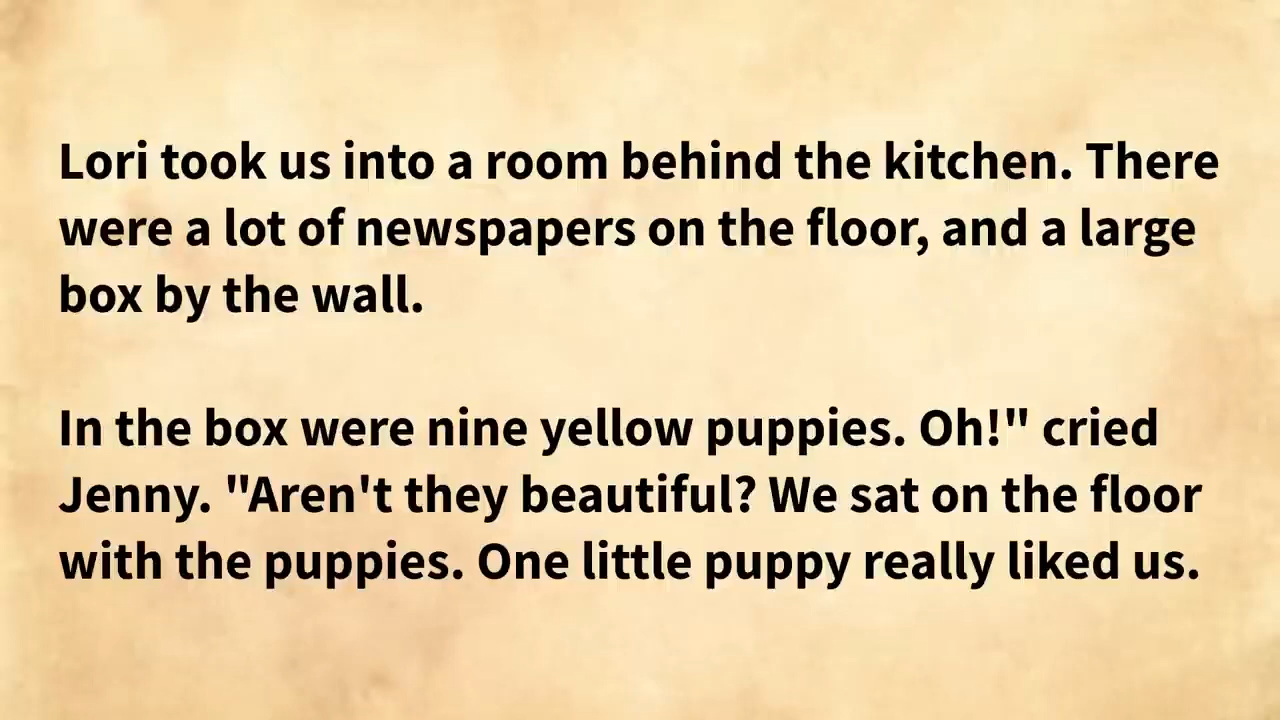 Lori took us into a room behind the kitchen. There
were a lot of newspapers on the floor, and a large
box by the wall.
In the box were nine yellow puppies. Oh!" cried
Jenny. "Aren't they beautiful? We sat on the floor
with the puppies. One little puppy really liked us.